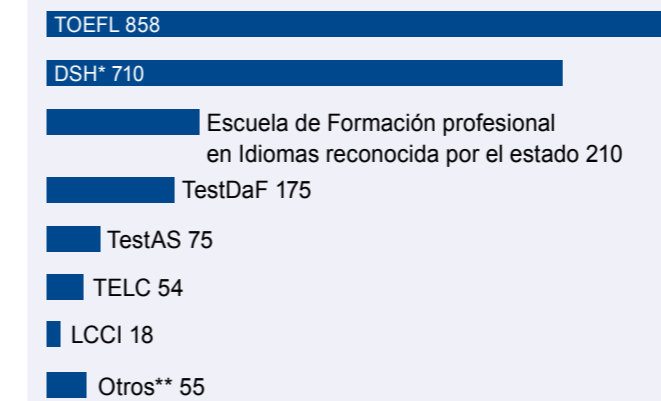 TOEFL 858
DSH* 710
Escuela de Formación profesional
en Idiomas reconocida por el estado 210
TestDaF 175
TestAS 75
TELC 54
LCCI 18
Otros** 55